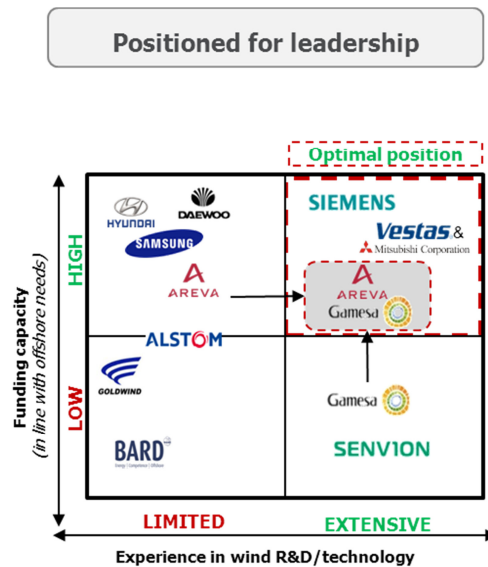 Positioned for leadership
Optimal position
HYUNDAI
DAEWOO
SIEMENS
SAMSUNG
Vestas &
Mitsubishi Corporation
AREVA
AREVA
Gamesa
ALSTOM
GOLDWIND
Gamesa
BARD
SENVION
HIGH
LOW
Funding capacity
(in line with offshore needs)
LIMITED
EXTENSIVE
Experience in wind R&D/technology